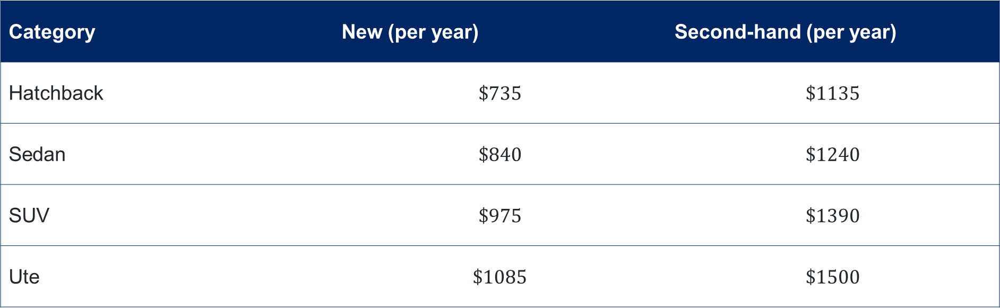 Category New (per year) Second-hand (per year)
Hatchback $735 $1135
Sedan $840 $1240
SUV $975 $1390
Ute $1085 $1500